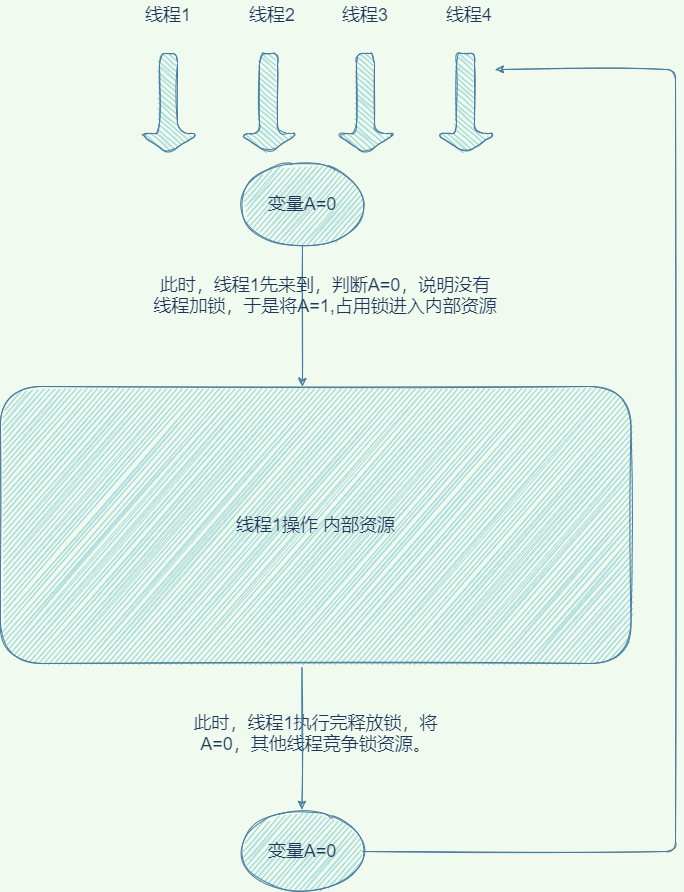 线程1 线程2 线程3 线程4
变量A=0
此时，线程1先来到，判断A=0，说明没有
线程加锁，于是将A=1,占用锁进入内部资源
线程1操作 内部资源
此时，线程1执行完释放锁，将
A=0，其他线程竞争锁资源。
变量A=0